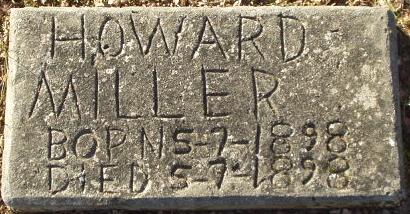 HOWARD
MILLER
BORN 5-7-1898
DIED 5-7-1898